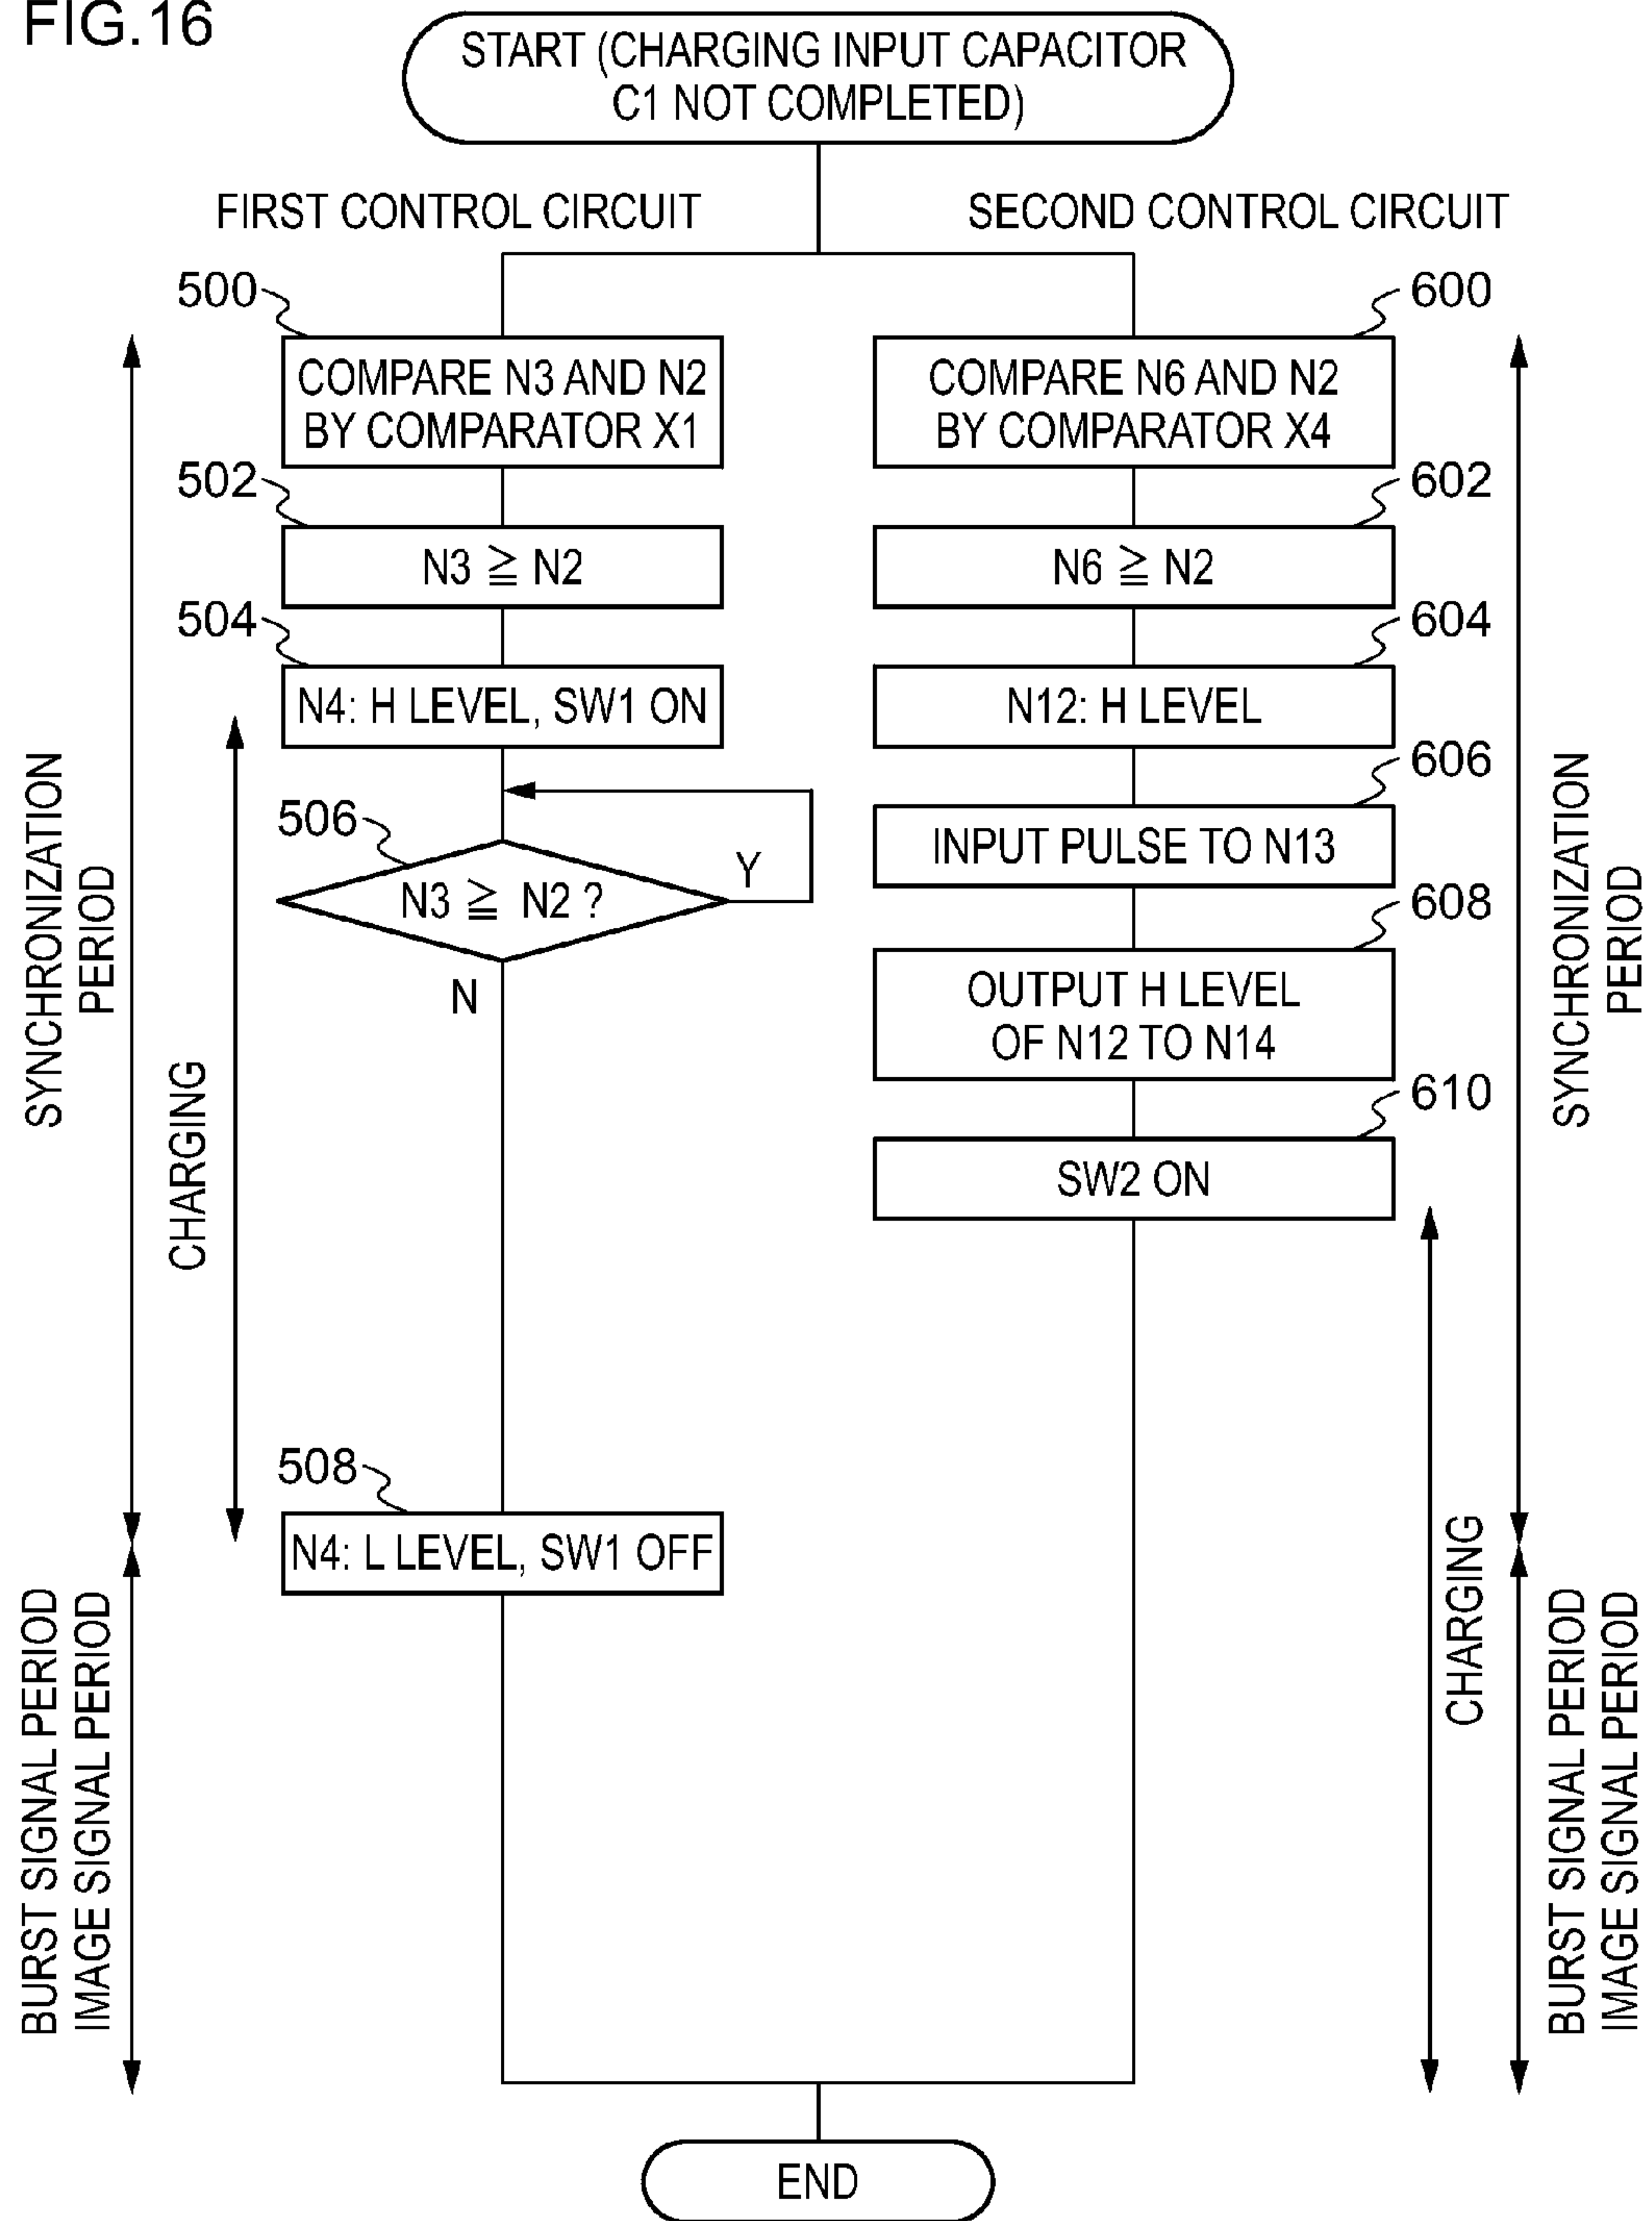 FIG.16
START (CHARGING INPUT CAPACITOR
C1 NOT COMPLETED)
FIRST CONTROL CIRCUIT
SECOND CONTROL CIRCUIT
500
COMPARE N3 AND N2
BY COMPARATOR X1
502
N3 ≧ N2
504
N4: H LEVEL, SW1 ON
506
N3 ≧ N2 ?
Y
N
508
N4: L LEVEL, SW1 OFF
SYNCHRONIZATION
PERIOD
CHARGING
BURST SIGNAL PERIOD
IMAGE SIGNAL PERIOD
600
COMPARE N6 AND N2
BY COMPARATOR X4
602
N6 ≧ N2
604
N12: H LEVEL
606
INPUT PULSE TO N13
608
OUTPUT H LEVEL
OF N12 TO N14
610
SW2 ON
SYNCHRONIZATION
PERIOD
CHARGING
BURST SIGNAL PERIOD
IMAGE SIGNAL PERIOD
END